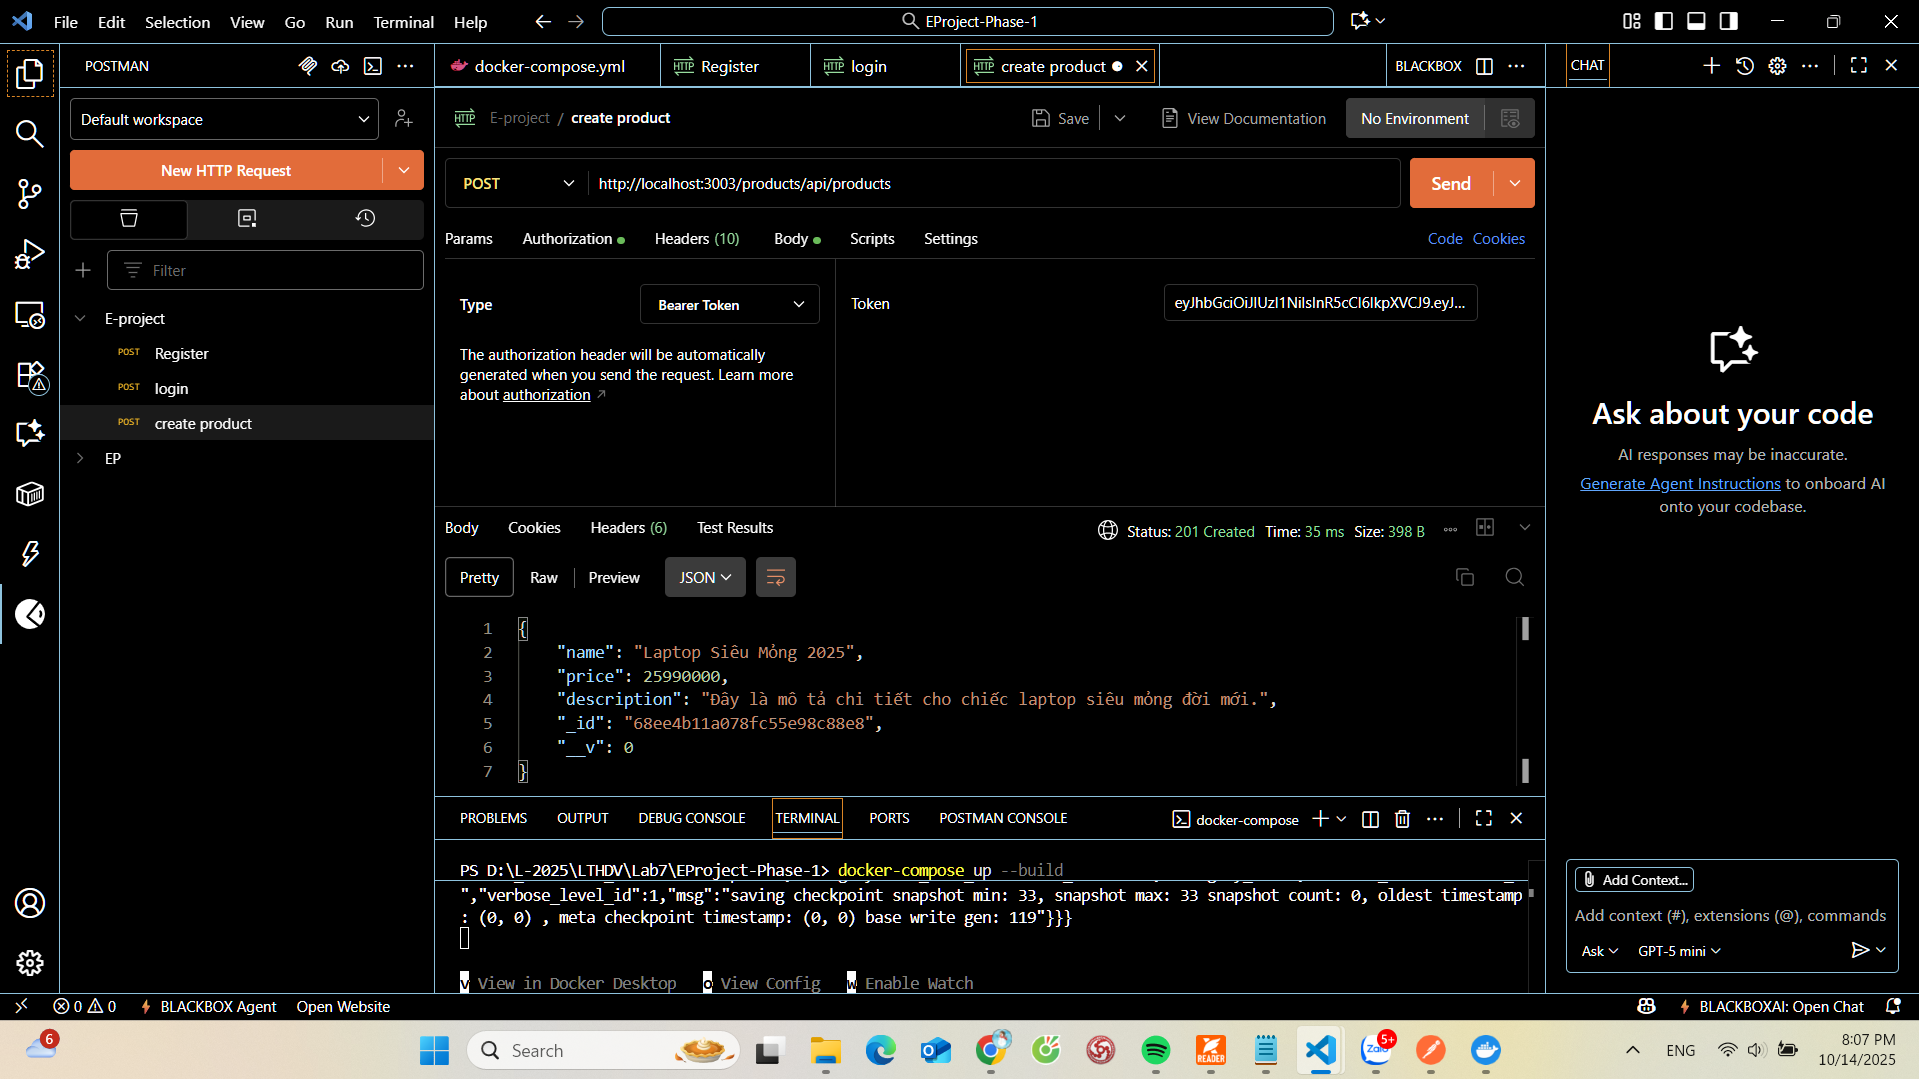 File Edit Selection View Go Run Terminal Help
EProject-Phase-1
POSTMAN
docker-compose.yml
HTTP Register
HTTP login
HTTP create product
BLACKBOX
CHAT
Default workspace
HTTP E-project / create product
Save
View Documentation
No Environment
New HTTP Request
POST
http://localhost:3003/products/api/products
Send
Params Authorization Headers (10) Body Scripts Settings
Code Cookies
Filter
Type
Bearer Token
Token
The authorization header will be automatically
generated when you send the request. Learn more
about authorization
E-project
POST Register
POST login
POST create product
EP
Ask about your code
AI responses may be inaccurate.
Generate Agent Instructions to onboard AI
onto your codebase.
Body Cookies Headers (6) Test Results
Status: 201 Created Time: 35 ms Size: 398 B
Pretty Raw Preview JSON
1 {
2 "name": "Laptop Siêu Mỏng 2025",
3 "price": 25990000,
4 "description": "Đây là mô tả chi tiết cho chiếc laptop siêu mỏng đời mới.",
5 "_id": "68ee4b11a078fc55e98c88e8",
6 "__v": 0
7 }
PROBLEMS OUTPUT DEBUG CONSOLE TERMINAL PORTS POSTMAN CONSOLE
docker-compose
PS D:\L-2025\LTHDV\Lab7\EProject-Phase-1> docker-compose up --build
","verbose_level_id":1,"msg":"saving checkpoint snapshot min: 33, snapshot max: 33 snapshot count: 0, oldest timestamp
: (0, 0) , meta checkpoint timestamp: (0, 0) base write gen: 119"}}}
v View in Docker Desktop o View Config w Enable Watch
Add Context...
Add context (#), extensions (@), commands
Ask
GPT-5 mini
0 0
BLACKBOX Agent
Open Website
BLACKBOXAI: Open Chat
6
Search
READER
Zalo
5+
ENG
8:07 PM
10/14/2025